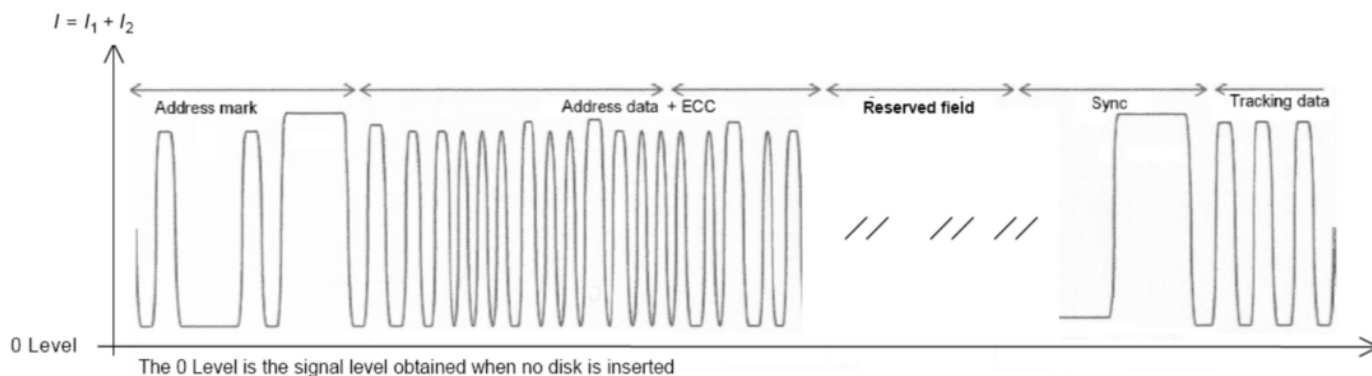 I = I1 + I2
Address mark
Address data + ECC
Reserved field
Sync
Tracking data
0 Level
The 0 Level is the signal level obtained when no disk is inserted